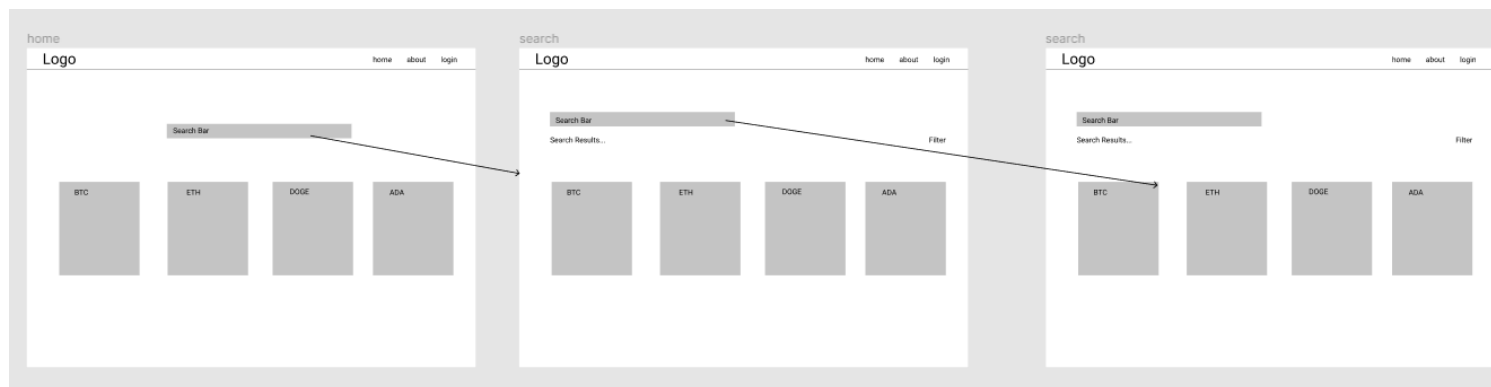 home
Logo
home about login
Search Bar
BTC ETH DOGE ADA
search
Logo
home about login
Search Bar
Search Results...
Filter
BTC ETH DOGE ADA
search
Logo
home about login
Search Bar
Search Results...
Filter
BTC ETH DOGE ADA